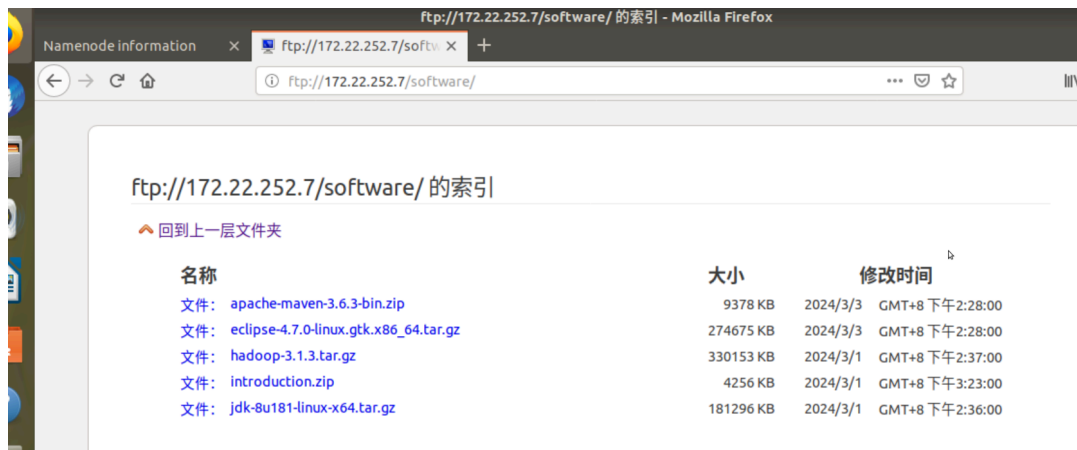 ftp://172.22.252.7/software/ 的索引 - Mozilla Firefox
Namenode information
ftp://172.22.252.7/softw
ftp://172.22.252.7/software/
ftp://172.22.252.7/software/ 的索引
回到上一层文件夹
名称 大小 修改时间
文件： apache-maven-3.6.3-bin.zip 9378 KB 2024/3/3 GMT+8 下午2:28:00
文件： eclipse-4.7.0-linux.gtk.x86_64.tar.gz 274675 KB 2024/3/3 GMT+8 下午2:28:00
文件： hadoop-3.1.3.tar.gz 330153 KB 2024/3/1 GMT+8 下午2:37:00
文件： introduction.zip 4256 KB 2024/3/1 GMT+8 下午3:23:00
文件： jdk-8u181-linux-x64.tar.gz 181296 KB 2024/3/1 GMT+8 下午2:36:00